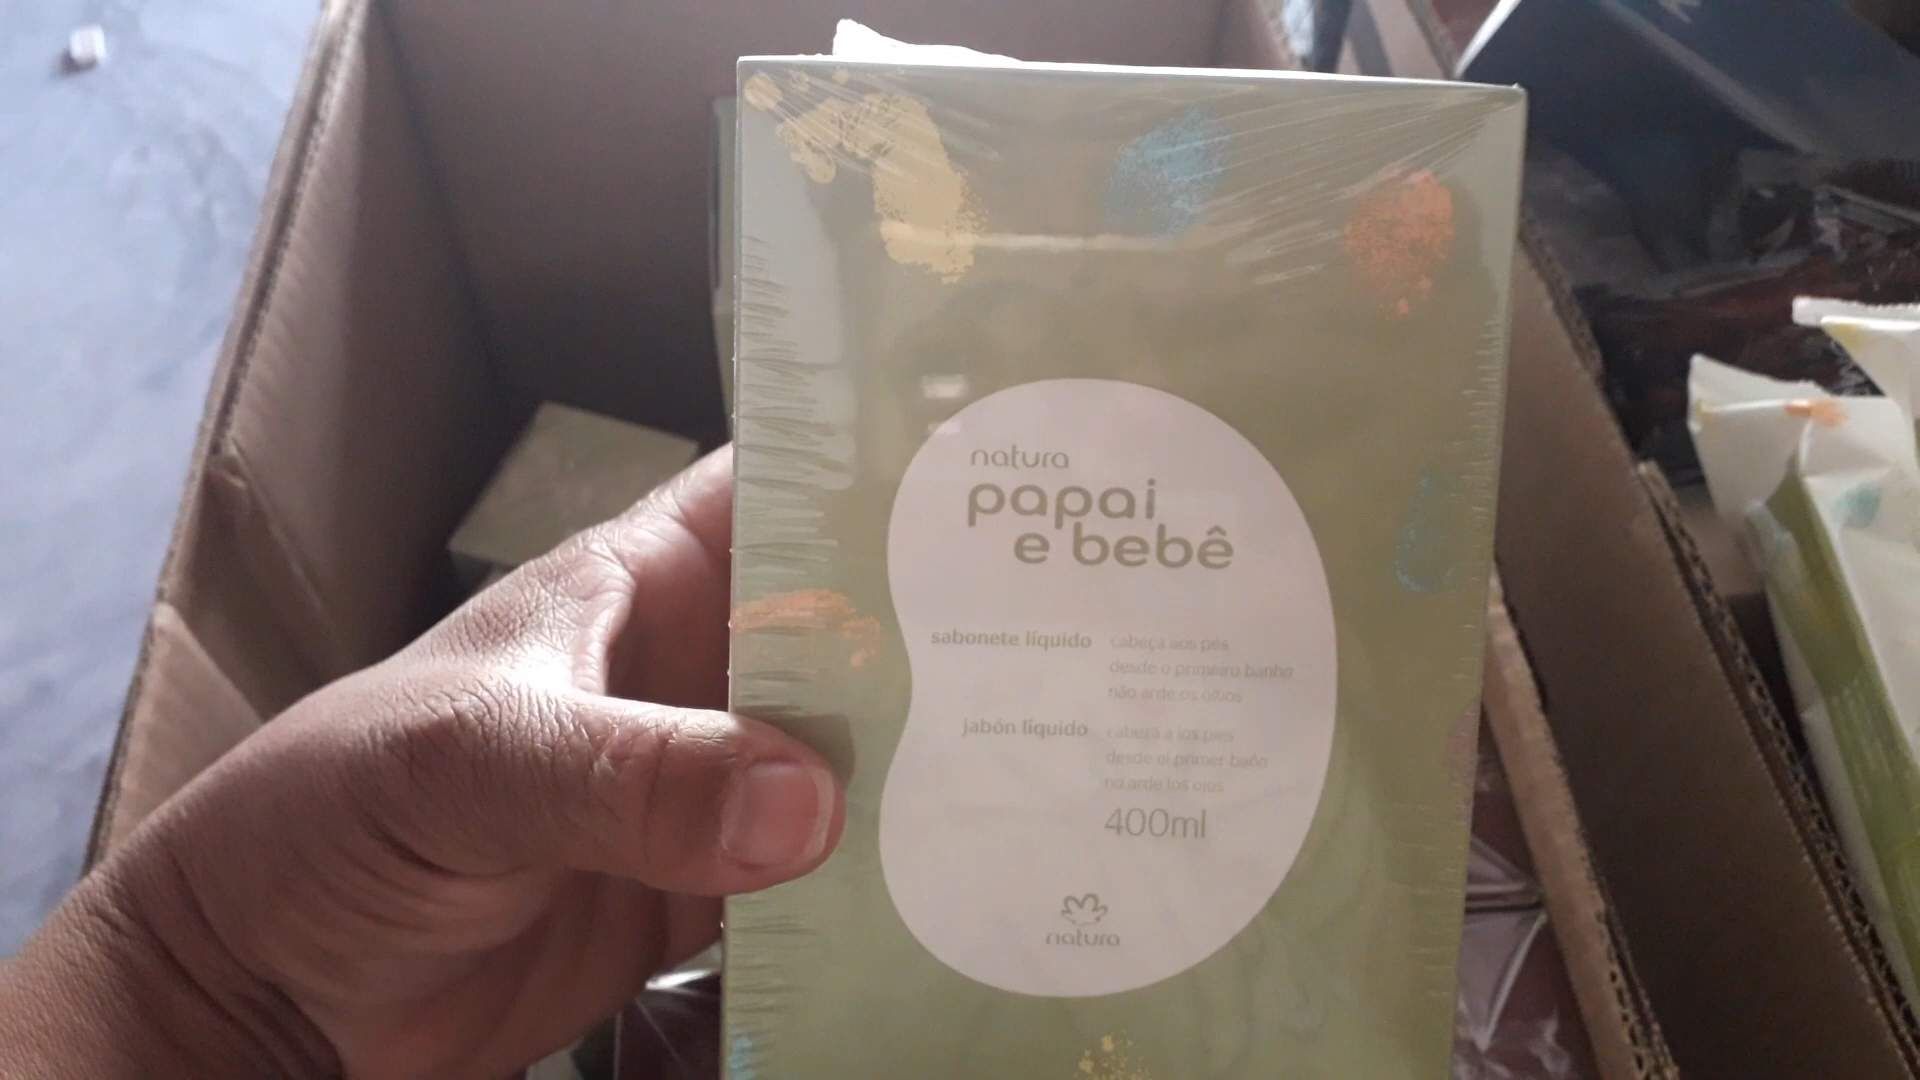 natura
papai
e bebê
sabonete líquido cabeça aos pés
desde o primeiro banho
não arde os olhos
jabón líquido cabeza a los pies
desde el primer baño
no arde los ojos
400ml
natura